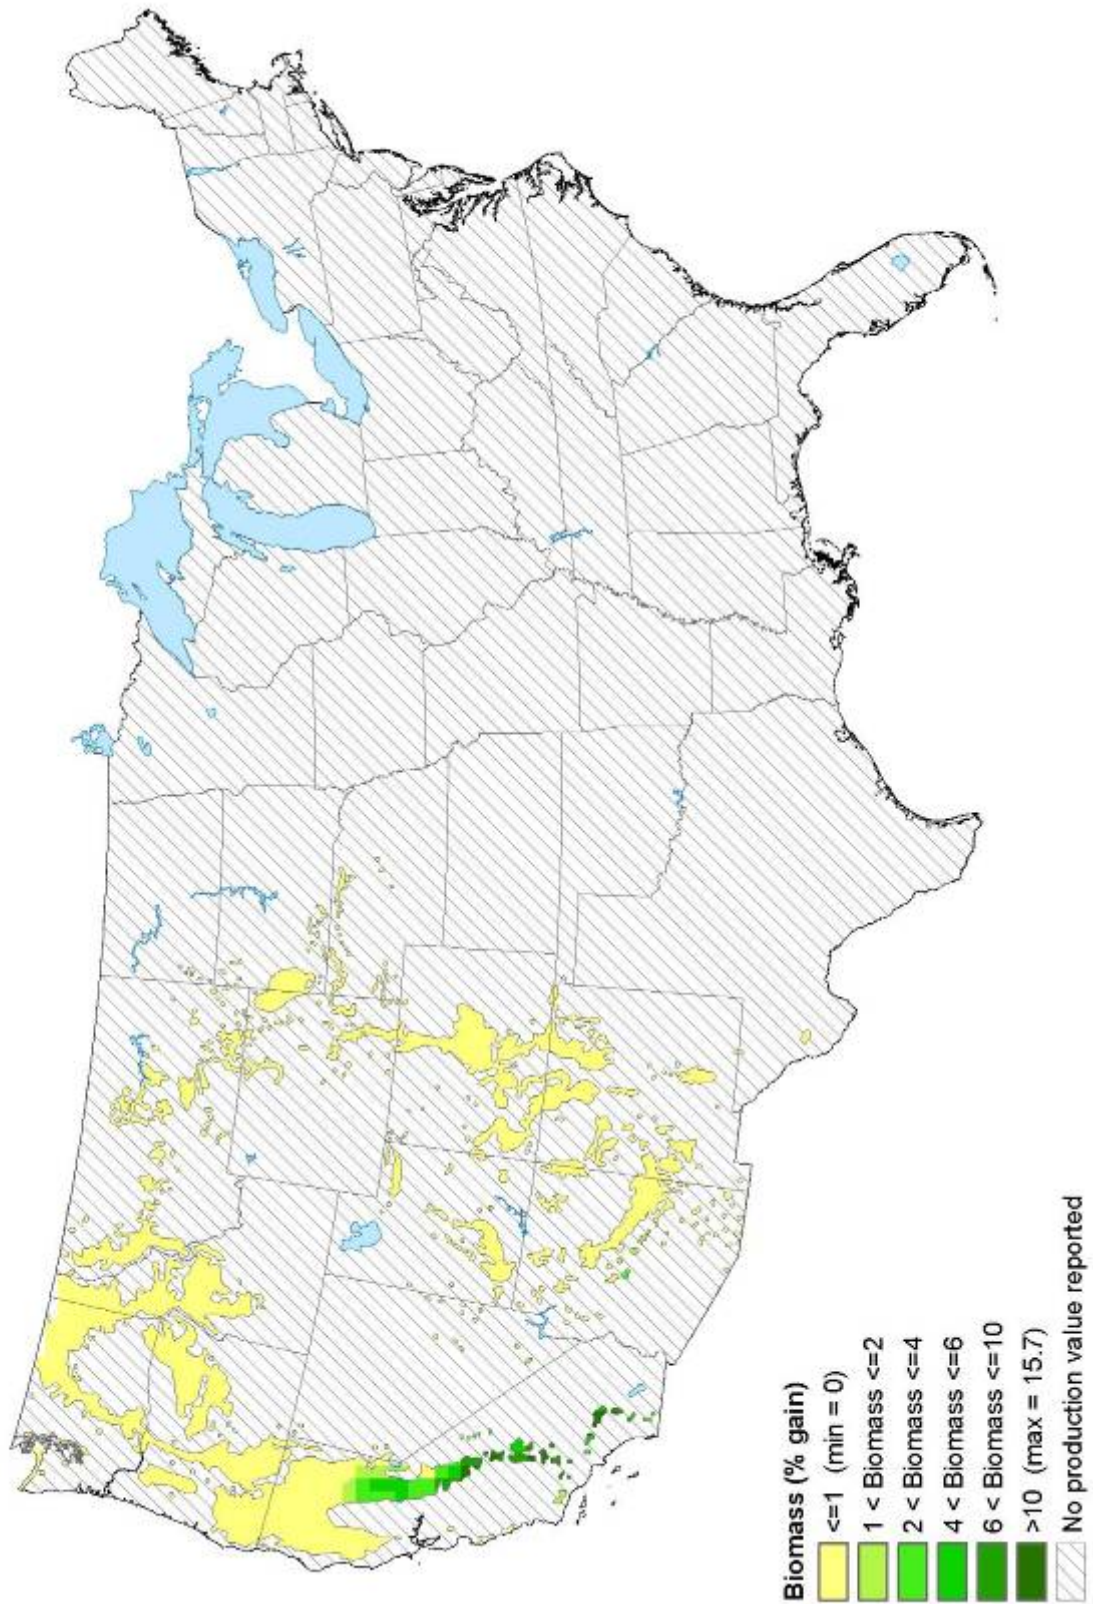 Biomass (% gain)
<=1 (min = 0)
1 < Biomass <=2
2 < Biomass <=4
4 < Biomass <=6
6 < Biomass <=10
>10 (max = 15.7)
No production value reported